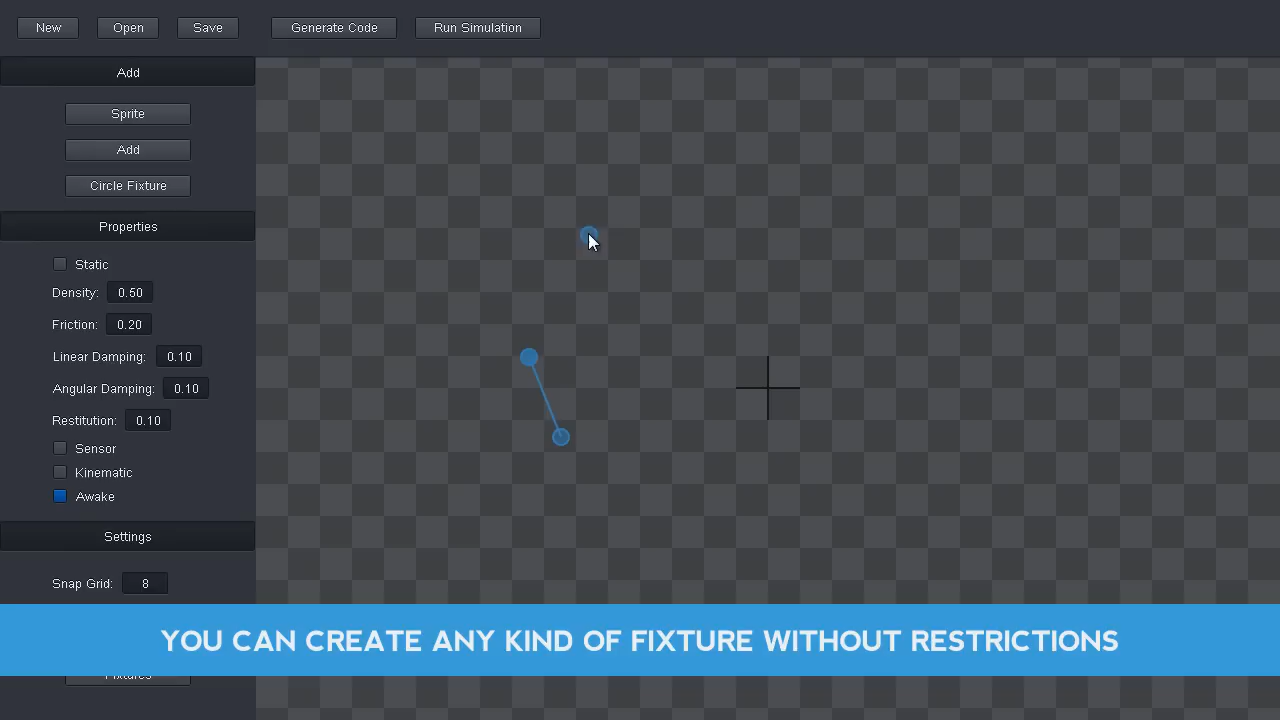 New Open Save Generate Code Run Simulation
Add
Sprite
Add
Circle Fixture
Properties
Static
Density: 0.50
Friction: 0.20
Linear Damping: 0.10
Angular Damping: 0.10
Restitution: 0.10
Sensor
Kinematic
Awake
Settings
Snap Grid: 8
YOU CAN CREATE ANY KIND OF FIXTURE WITHOUT RESTRICTIONS
Fixtures